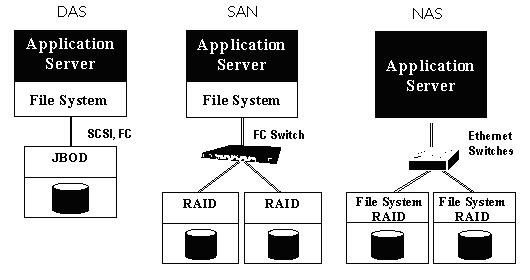 DAS
Application
Server
File System
SCSI, FC
JBOD
SAN
Application
Server
File System
FC Switch
RAID
RAID
NAS
Application
Server
Ethernet
Switches
File System
RAID
File System
RAID